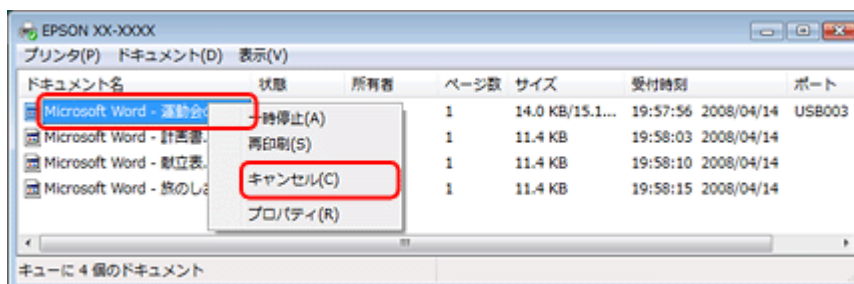 EPSON XX-XXXX
プリンタ(P) ドキュメント(D) 表示(V)
ドキュメント名 状態 所有者 ページ数 サイズ 受付時刻 ポート
Microsoft Word - 運動会 1 14.0 KB/15.1... 19:57:56 2008/04/14 USB003
一時停止(A)
Microsoft Word - 計画書. 1 11.4 KB 19:58:03 2008/04/14
再印刷(S)
Microsoft Word - 献立表. 1 11.4 KB 19:58:10 2008/04/14
キャンセル(C)
Microsoft Word - 旅のし 1 11.4 KB 19:58:15 2008/04/14
プロパティ(R)
キューに 4 個のドキュメント